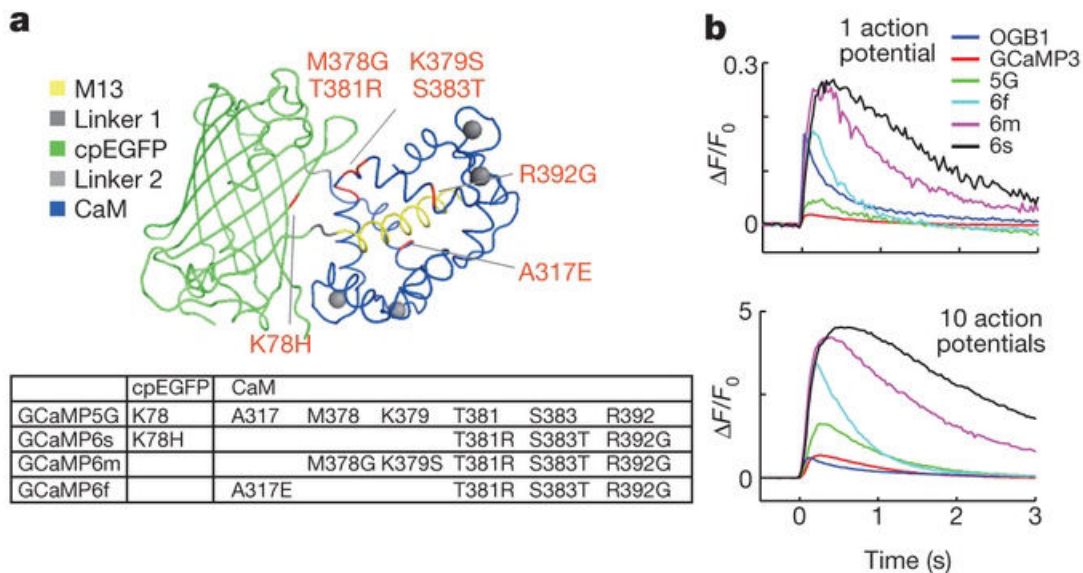 a
M13
Linker 1
cpEGFP
Linker 2
CaM
M378G K379S
T381R S383T
R392G
A317E
K78H
cpEGFP CaM
GCaMP5G K78 A317 M378 K379 T381 S383 R392
GCaMP6s K78H T381R S383T R392G
GCaMP6m M378G K379S T381R S383T R392G
GCaMP6f A317E T381R S383T R392G
b
1 action
potential
OGB1
GCaMP3
5G
6f
6m
6s
0.3
ΔF/F0
0
10 action
potentials
5
ΔF/F0
0
0 1 2 3
Time (s)